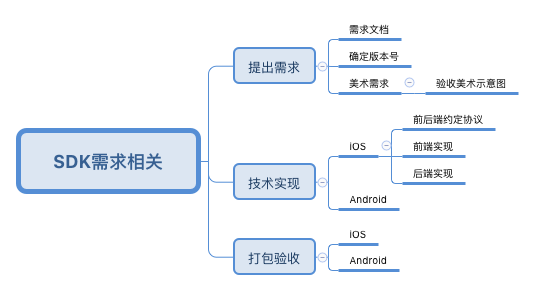 SDK需求相关
提出需求
需求文档
确定版本号
美术需求
验收美术示意图
技术实现
iOS
前后端约定协议
前端实现
后端实现
Android
打包验收
iOS
Android